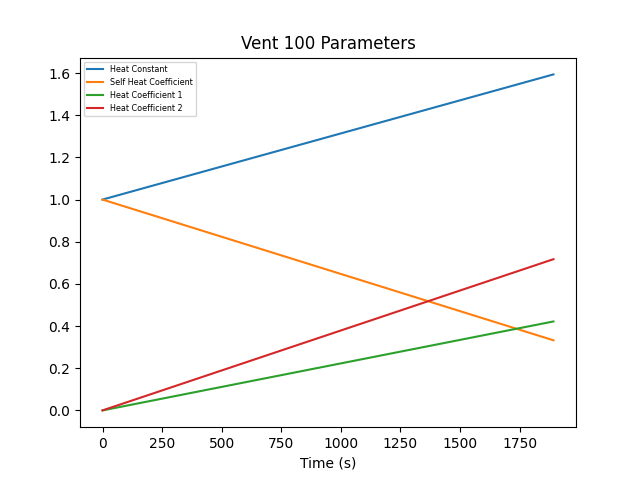 Vent 100 Parameters
Heat Constant
Self Heat Coefficient
Heat Coefficient 1
Heat Coefficient 2
1.6
1.4
1.2
1.0
0.8
0.6
0.4
0.2
0.0
0 250 500 750 1000 1250 1500 1750
Time (s)